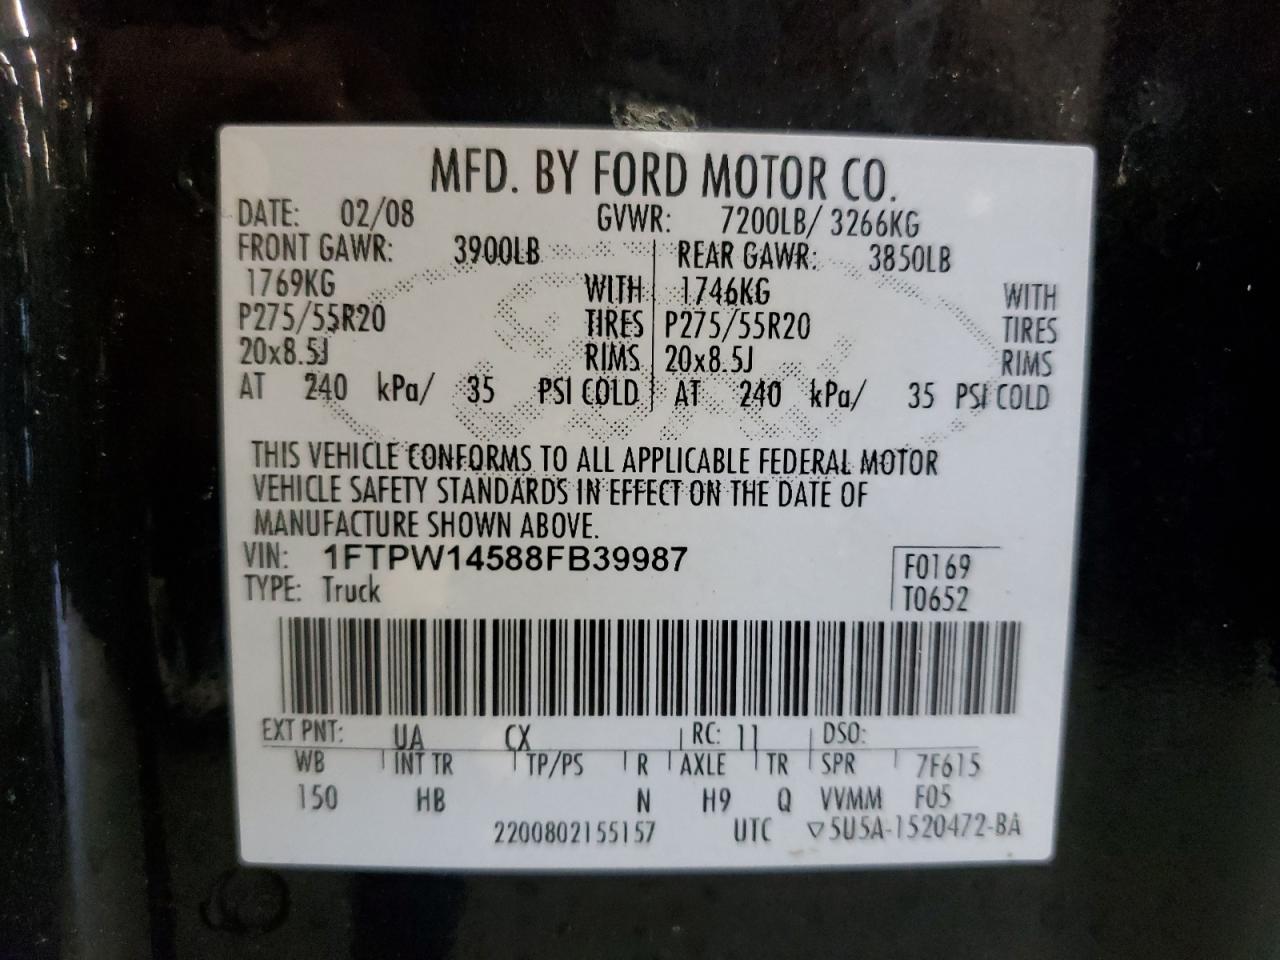 MFD. BY FORD MOTOR CO.
DATE: 02/08 GVWR: 7200LB/ 3266KG
FRONT GAWR: 3900LB REAR GAWR: 3850LB
1769KG WITH 1746KG WITH
P275/55R20 TIRES P275/55R20 TIRES
20x8.5J RIMS 20x8.5J RIMS
AT 240 kPa/ 35 PSI COLD AT 240 kPa/ 35 PSI COLD
THIS VEHICLE CONFORMS TO ALL APPLICABLE FEDERAL MOTOR
VEHICLE SAFETY STANDARDS IN EFFECT ON THE DATE OF
MANUFACTURE SHOWN ABOVE.
VIN: 1FTPW14588FB39987 F0169
TYPE: Truck T0652
EXT PNT: UA CX RC: 11 DSO:
WB INT TR TP/PS R AXLE TR SPR 7F615
150 HB N H9 Q VVMM F05
2200802155157 UTC ▽5U5A-1520472-BA